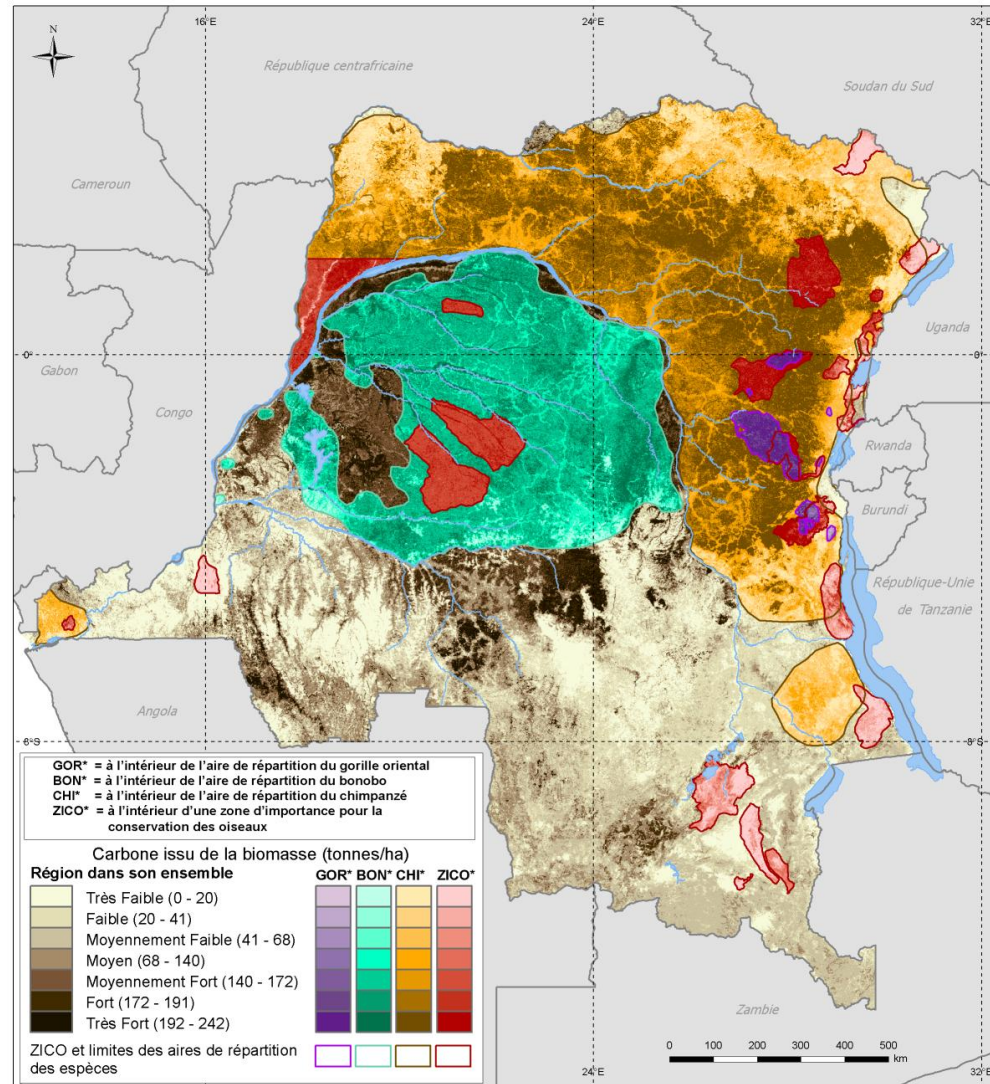 16°E
24°E
32°E
N
République centrafricaine
Soudan du Sud
Cameroun
Uganda
0°
0°
Gabon
Congo
Rwanda
Burundi
République-Unie
de Tanzanie
Angola
8°S
8°S
GOR* = à l'intérieur de l'aire de répartition du gorille oriental
BON* = à l'intérieur de l'aire de répartition du bonobo
CHI* = à l'intérieur de l'aire de répartition du chimpanzé
ZICO* = à l'intérieur d'une zone d'importance pour la
conservation des oiseaux
Carbone issu de la biomasse (tonnes/ha)
Région dans son ensemble GOR* BON* CHI* ZICO*
Très Faible (0 - 20)
Faible (20 - 41)
Moyennement Faible (41 - 68)
Moyen (68 - 140)
Moyennement Fort (140 - 172)
Fort (172 - 191)
Très Fort (192 - 242)
ZICO et limites des aires de répartition
des espèces
Zambie
0 100 200 300 400 500
km
24°E
32°E